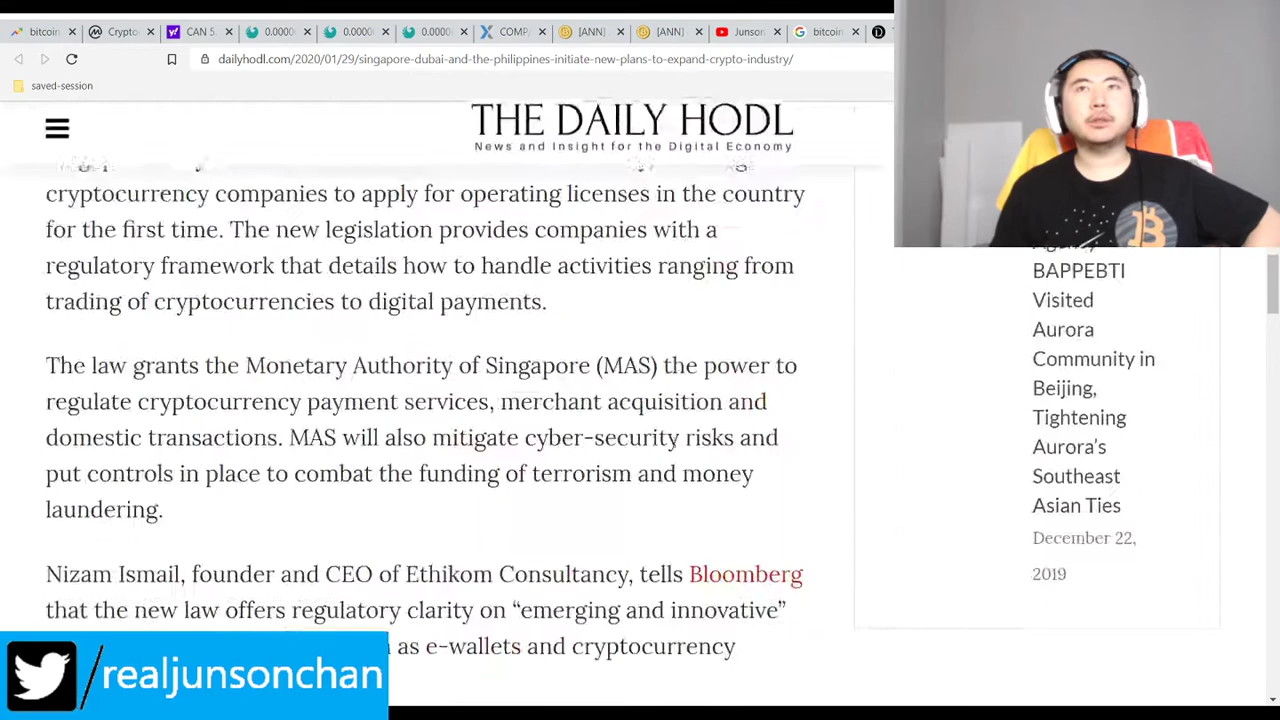 bitcoin
Crypto
CAN 5.
0.0000
0.0000
0.0000
COMP.
[ANN]
[ANN]
Junson
bitcoin
dailyhodl.com/2020/01/29/singapore-dubai-and-the-philippines-initiate-new-plans-to-expand-crypto-industry/
saved-session
THE DAILY HODL
News and Insight for the Digital Economy
cryptocurrency companies to apply for operating licenses in the country
for the first time. The new legislation provides companies with a
regulatory framework that details how to handle activities ranging from
trading of cryptocurrencies to digital payments.
The law grants the Monetary Authority of Singapore (MAS) the power to
regulate cryptocurrency payment services, merchant acquisition and
domestic transactions. MAS will also mitigate cyber-security risks and
put controls in place to combat the funding of terrorism and money
laundering.
Nizam Ismail, founder and CEO of Ethikom Consultancy, tells Bloomberg
that the new law offers regulatory clarity on “emerging and innovative”
as e-wallets and cryptocurrency
BAPPEBTI
Visited
Aurora
Community in
Beijing,
Tightening
Aurora’s
Southeast
Asian Ties
December 22,
2019
/realjunsonchan